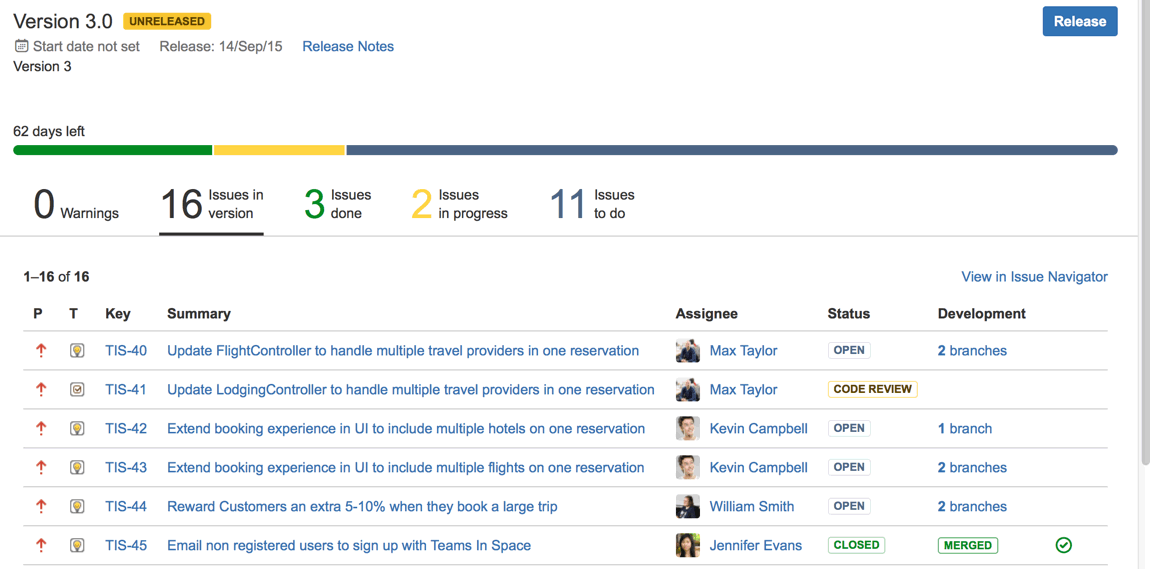 Version 3.0 UNRELEASED Release
Start date not set Release: 14/Sep/15 Release Notes
Version 3
62 days left
0 Warnings 16 Issues in version 3 Issues done 2 Issues in progress 11 Issues to do
1–16 of 16 View in Issue Navigator
P T Key Summary Assignee Status Development
TIS-40 Update FlightController to handle multiple travel providers in one reservation Max Taylor OPEN 2 branches
TIS-41 Update LodgingController to handle multiple travel providers in one reservation Max Taylor CODE REVIEW
TIS-42 Extend booking experience in UI to include multiple hotels on one reservation Kevin Campbell OPEN 1 branch
TIS-43 Extend booking experience in UI to include multiple flights on one reservation Kevin Campbell OPEN 2 branches
TIS-44 Reward Customers an extra 5-10% when they book a large trip William Smith OPEN 2 branches
TIS-45 Email non registered users to sign up with Teams In Space Jennifer Evans CLOSED MERGED